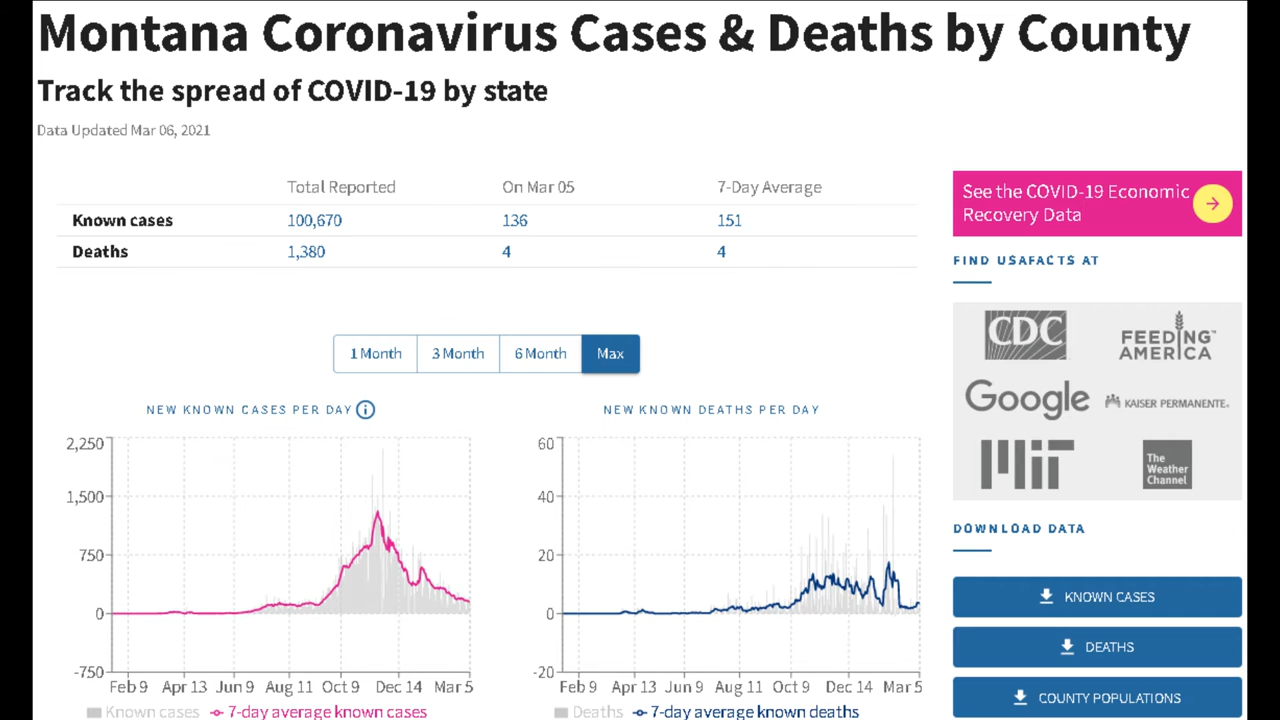 Montana Coronavirus Cases & Deaths by County
Track the spread of COVID-19 by state
Data Updated Mar 06, 2021
Total Reported On Mar 05 7-Day Average
Known cases 100,670 136 151
Deaths 1,380 4 4
See the COVID-19 Economic
Recovery Data
FIND USAFACTS AT
CDC
FEEDING
AMERICA
Google
KAISER PERMANENTE.
MIT
The
Weather
Channel
1 Month 3 Month 6 Month Max
NEW KNOWN CASES PER DAY
2,250
1,500
750
0
-750
Feb 9 Apr 13 Jun 9 Aug 11 Oct 9 Dec 14 Mar 5
Known cases 7-day average known cases
NEW KNOWN DEATHS PER DAY
60
40
20
0
-20
Feb 9 Apr 13 Jun 9 Aug 11 Oct 9 Dec 14 Mar 5
Deaths 7-day average known deaths
DOWNLOAD DATA
KNOWN CASES
DEATHS
COUNTY POPULATIONS